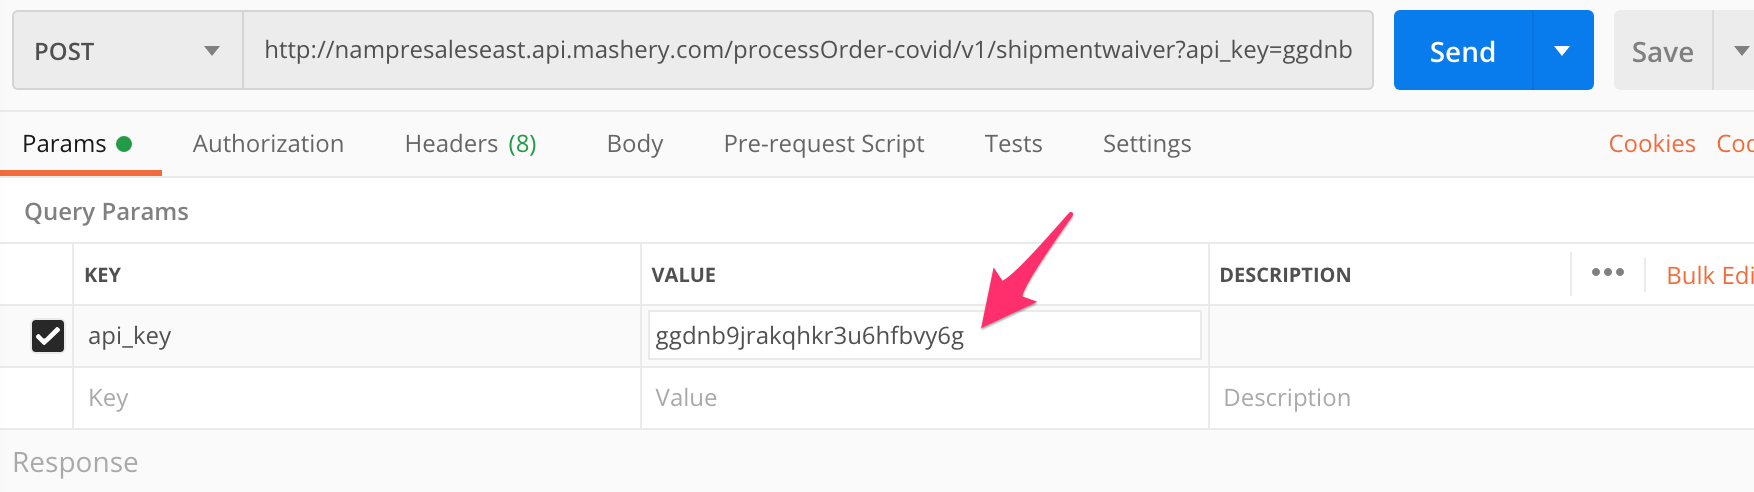 POST http://nampresaleseast.api.mashery.com/processOrder-covid/v1/shipmentwaiver?api_key=ggdnb Send Save
Params Authorization Headers (8) Body Pre-request Script Tests Settings Cookies Coo
Query Params
KEY VALUE DESCRIPTION ••• Bulk Edi
api_key ggdnb9jrakqhkr3u6hfbvy6g
Key Value Description
Response